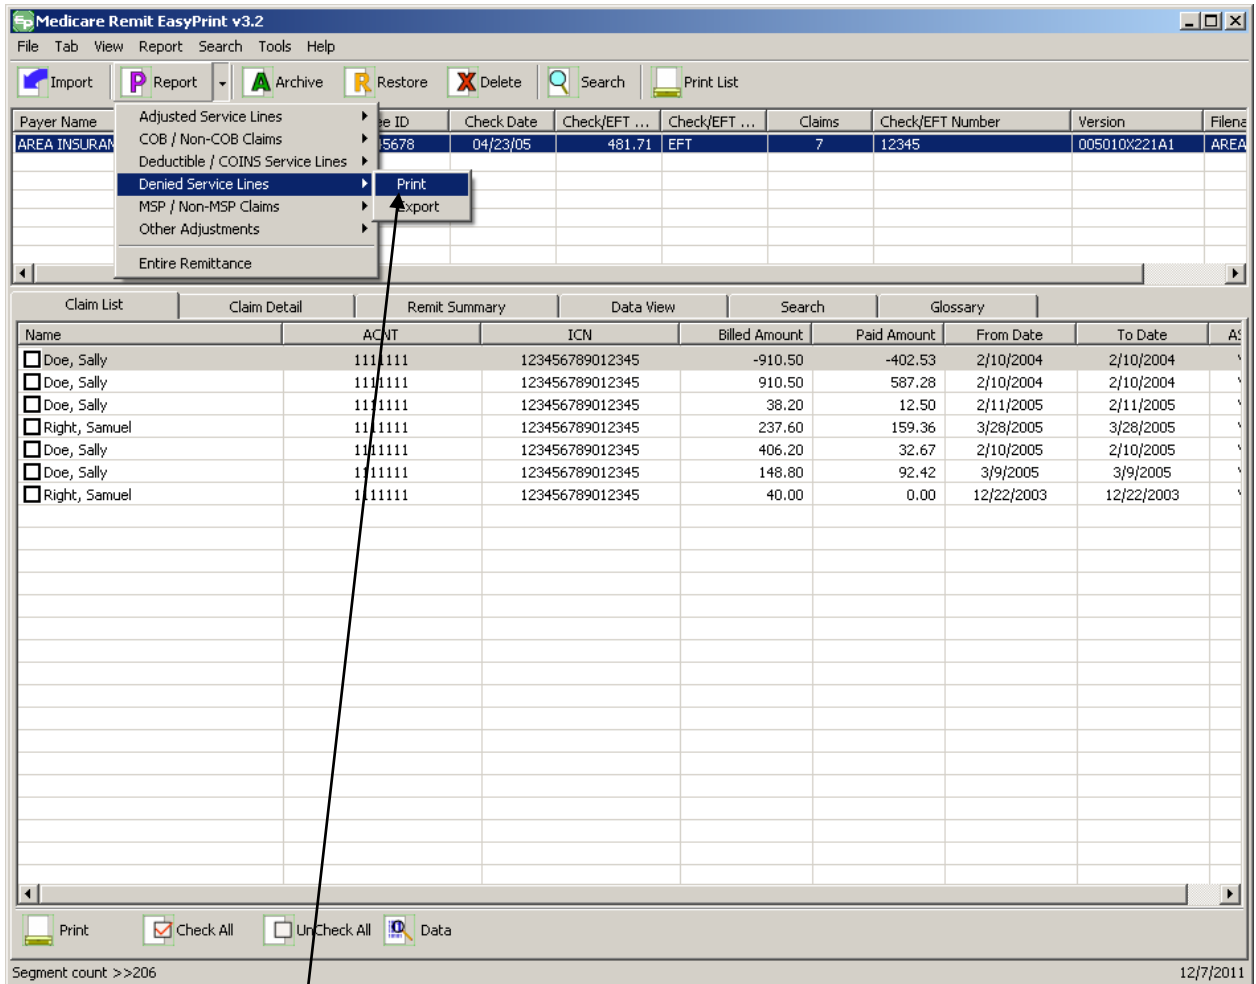 Medicare Remit EasyPrint v3.2
File Tab View Report Search Tools Help
Import Report Archive Restore Delete Search Print List
Payer Name ee ID Check Date Check/EFT ... Check/EFT ... Claims Check/EFT Number Version Filena
AREA INSURAN 5678 04/23/05 481.71 EFT 7 12345 005010X221A1 AREA
Adjusted Service Lines
COB / Non-COB Claims
Deductible / COINS Service Lines
Denied Service Lines
MSP / Non-MSP Claims
Other Adjustments
Entire Remittance
Print
Export
Claim List Claim Detail Remit Summary Data View Search Glossary
Name ACNT ICN Billed Amount Paid Amount From Date To Date AS
Doe, Sally 1111111 123456789012345 -910.50 -402.53 2/10/2004 2/10/2004
Doe, Sally 1111111 123456789012345 910.50 587.28 2/10/2004 2/10/2004
Doe, Sally 1111111 123456789012345 38.20 12.50 2/11/2005 2/11/2005
Right, Samuel 1111111 123456789012345 237.60 159.36 3/28/2005 3/28/2005
Doe, Sally 1111111 123456789012345 406.20 32.67 2/10/2005 2/10/2005
Doe, Sally 1111111 123456789012345 148.80 92.42 3/9/2005 3/9/2005
Right, Samuel 1111111 123456789012345 40.00 0.00 12/22/2003 12/22/2003
Print Check All UnCheck All Data
Segment count >>206 12/7/2011